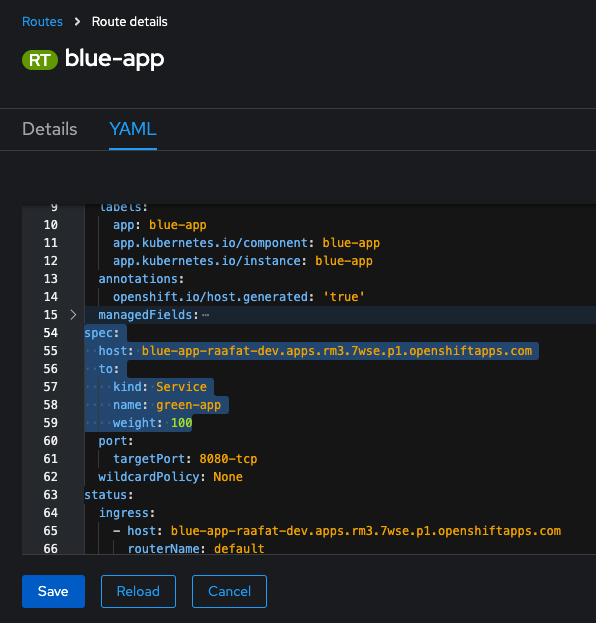 Routes > Route details
RT blue-app
Details YAML
9 labels:
10 app: blue-app
11 app.kubernetes.io/component: blue-app
12 app.kubernetes.io/instance: blue-app
13 annotations:
14 openshift.io/host.generated: 'true'
15 > managedFields:⋯
54 spec:
55 host: blue-app-raafat-dev.apps.rm3.7wse.p1.openshiftapps.com
56 to:
57 kind: Service
58 name: green-app
59 weight: 100
60 port:
61 targetPort: 8080-tcp
62 wildcardPolicy: None
63 status:
64 ingress:
65 - host: blue-app-raafat-dev.apps.rm3.7wse.p1.openshiftapps.com
66 routerName: default
Save Reload Cancel